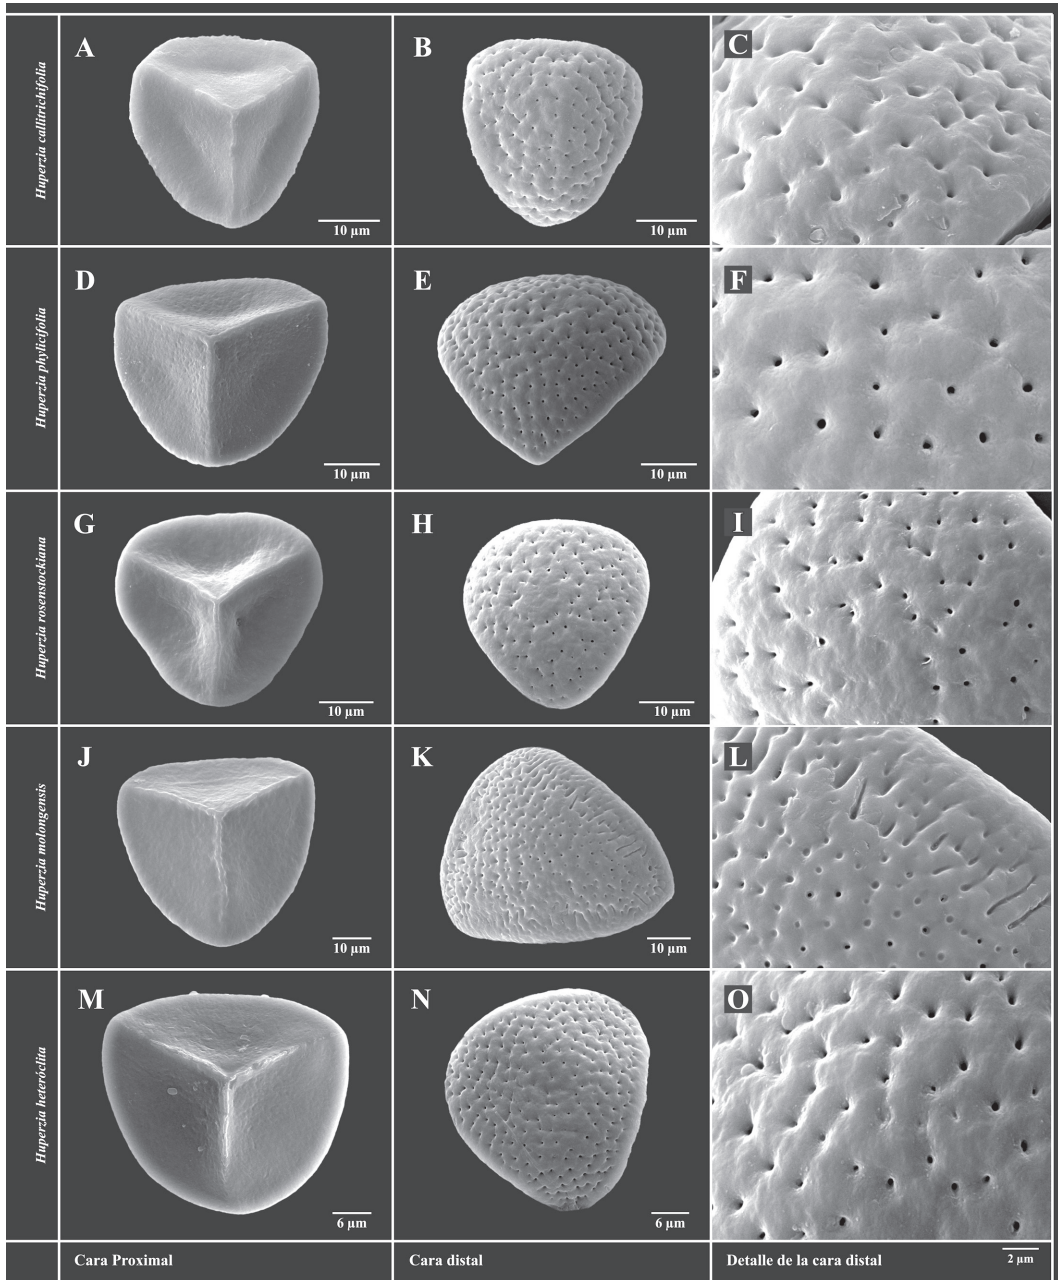 Huperzia callitrichifolia
A
10 µm
B
10 µm
C
Huperzia phylicifolia
D
10 µm
E
10 µm
F
Huperzia rosenstockiana
G
10 µm
H
10 µm
I
Huperzia molongensis
J
10 µm
K
10 µm
L
Huperzia heteróclita
M
6 µm
N
6 µm
O
Cara Proximal
Cara distal
Detalle de la cara distal
2 µm